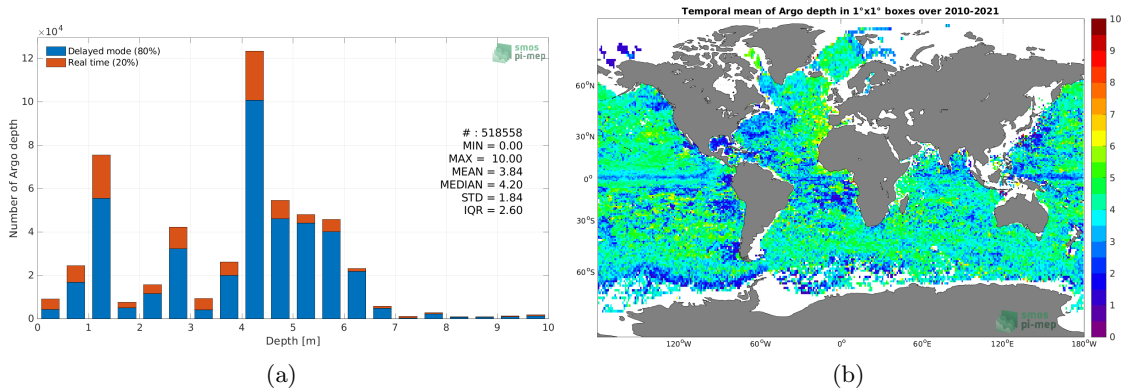 ×10⁴
Delayed mode (80%)
Real time (20%)
smos
pi-mep
# : 518558
MIN = 0.00
MAX = 10.00
MEAN = 3.84
MEDIAN = 4.20
STD = 1.84
IQR = 2.60
12
10
8
6
4
2
0
Number of Argo depth
0 1 2 3 4 5 6 7 8 9 10
Depth [m]
(a)
Temporal mean of Argo depth in 1°x1° boxes over 2010-2021
60°N
30°N
0°
30°S
60°S
120°W 60°W 0°E 60°E 120°E 180°W
smos
pi-mep
10
9
8
7
6
5
4
3
2
1
0
(b)